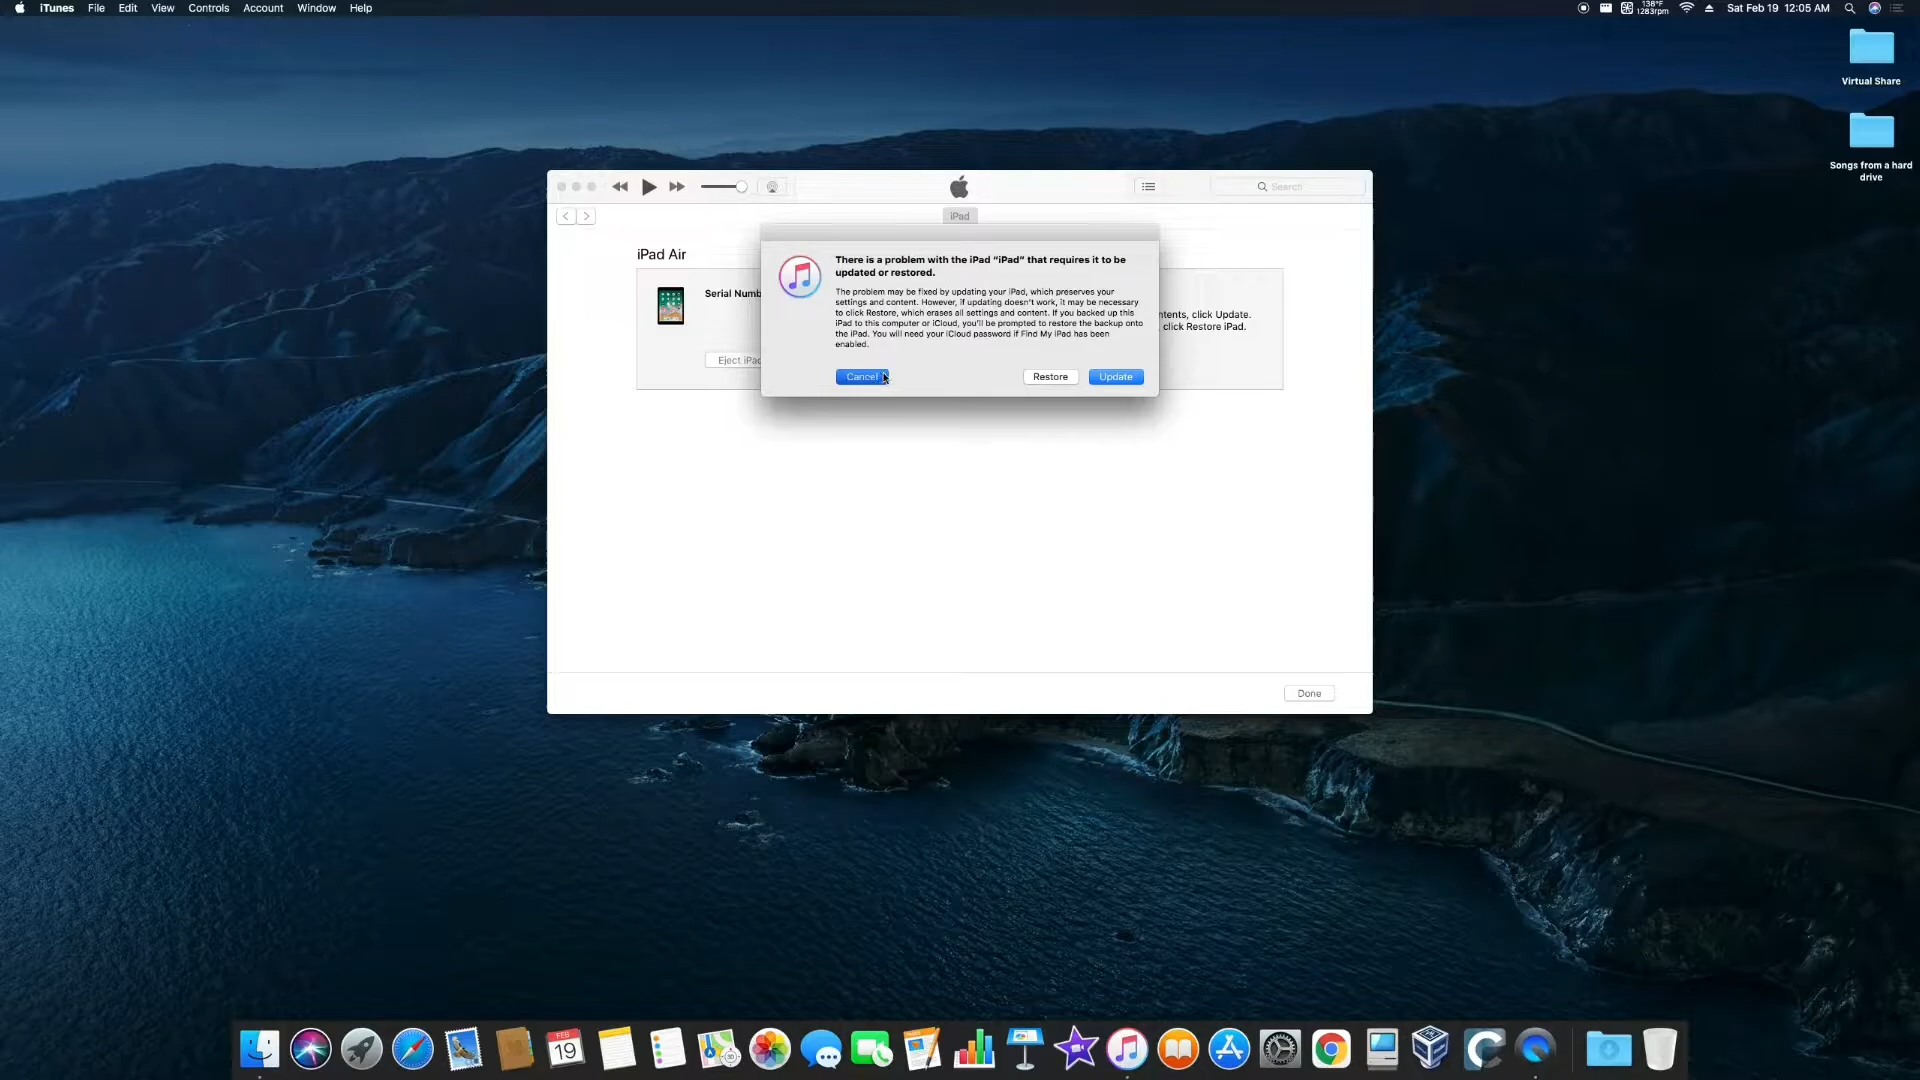 iTunes File Edit View Controls Account Window Help
138°F
1283rpm
Sat Feb 19 12:05 AM
Virtual Share
Songs from a hard
drive
Search
iPad
iPad Air
Serial Numb
Eject iPad
There is a problem with the iPad “iPad” that requires it to be
updated or restored.
The problem may be fixed by updating your iPad, which preserves your
settings and content. However, if updating doesn't work, it may be necessary
to click Restore, which erases all settings and content. If you backed up this
iPad to this computer or iCloud, you'll be prompted to restore the backup onto
the iPad. You will need your iCloud password if Find My iPad has been
enabled.
ntents, click Update.
, click Restore iPad.
Cancel Restore Update
Done
FEB
19